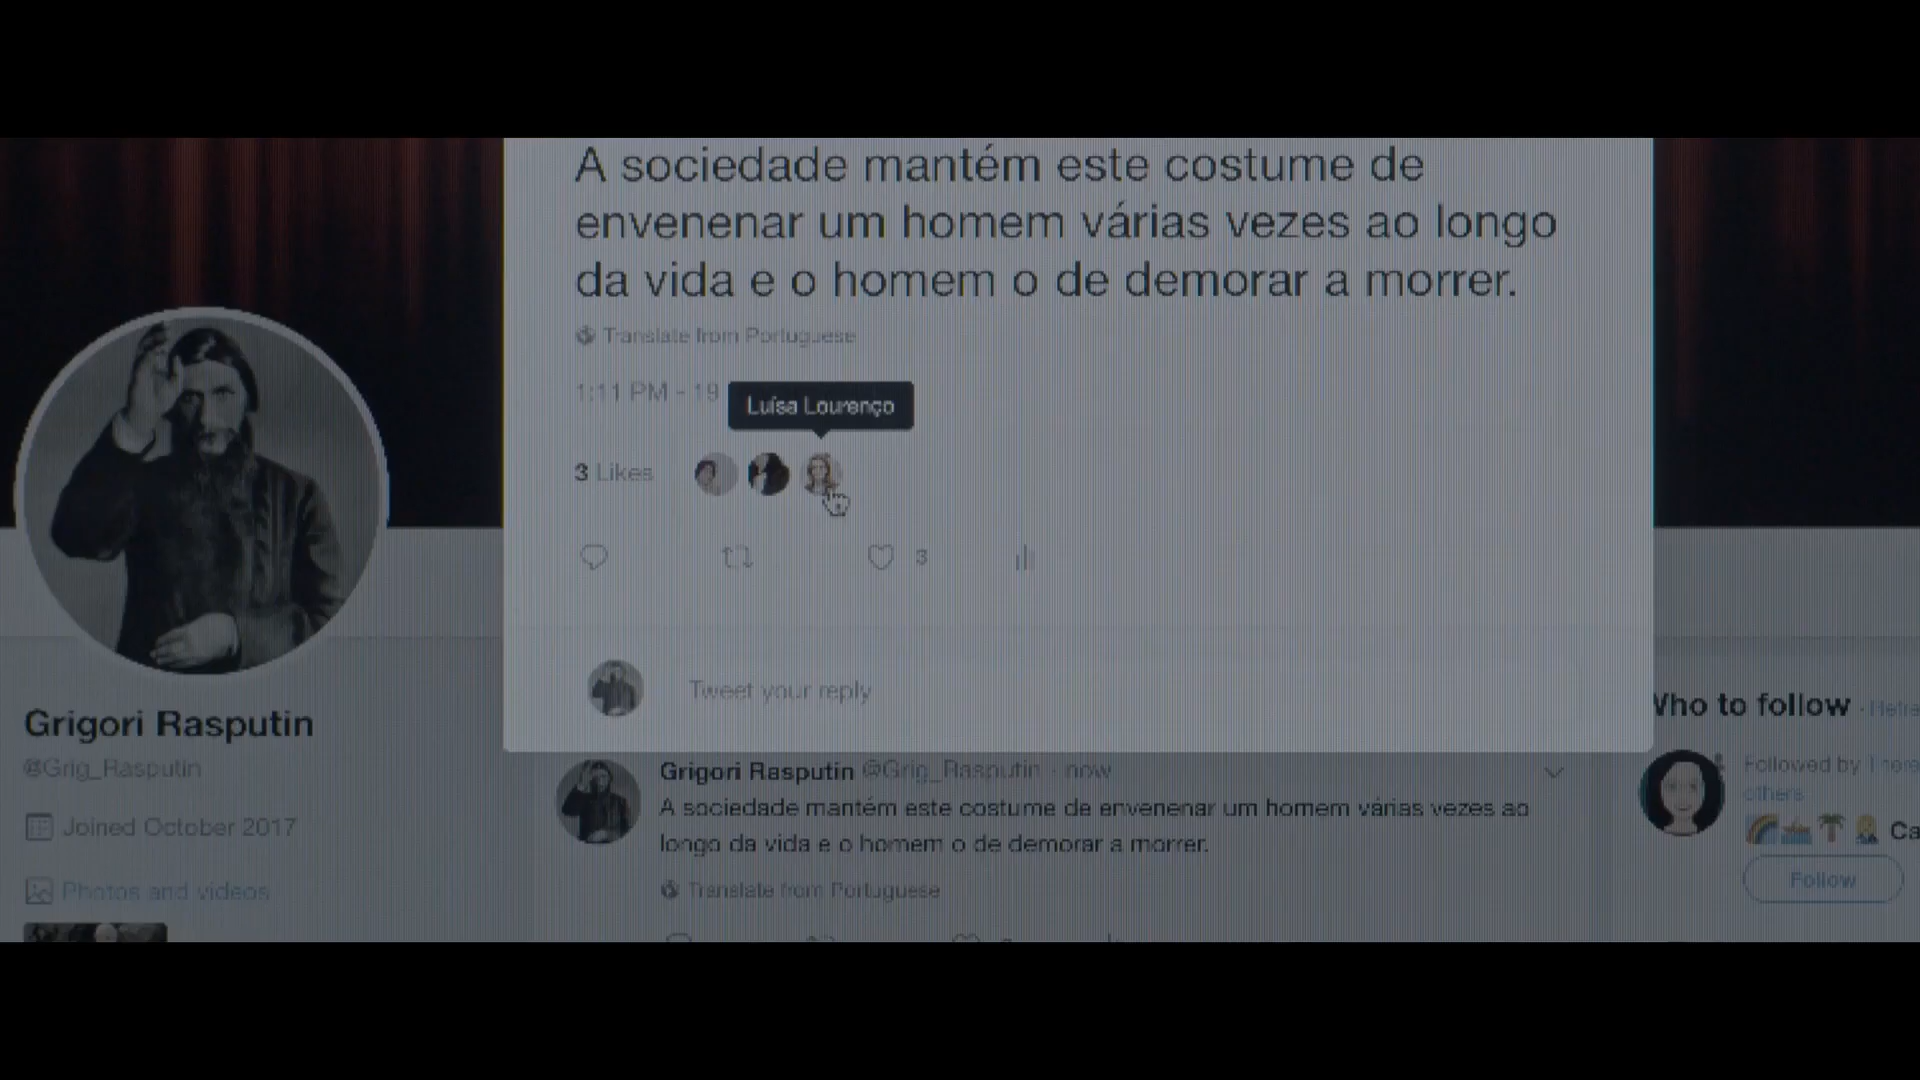 A sociedade mantém este costume de
envenenar um homem várias vezes ao longo
da vida e o homem o de demorar a morrer.
Translate from Portuguese
1:11 PM - 19
Luísa Lourenço
3 Likes
3
Tweet your reply
Grigori Rasputin
@Grig_Rasputin
Joined October 2017
Photos and videos
Grigori Rasputin @Grig_Rasputin · now
A sociedade mantém este costume de envenenar um homem várias vezes ao
longo da vida e o homem o de demorar a morrer.
Translate from Portuguese
Who to follow ·
Followed by
others
Follow